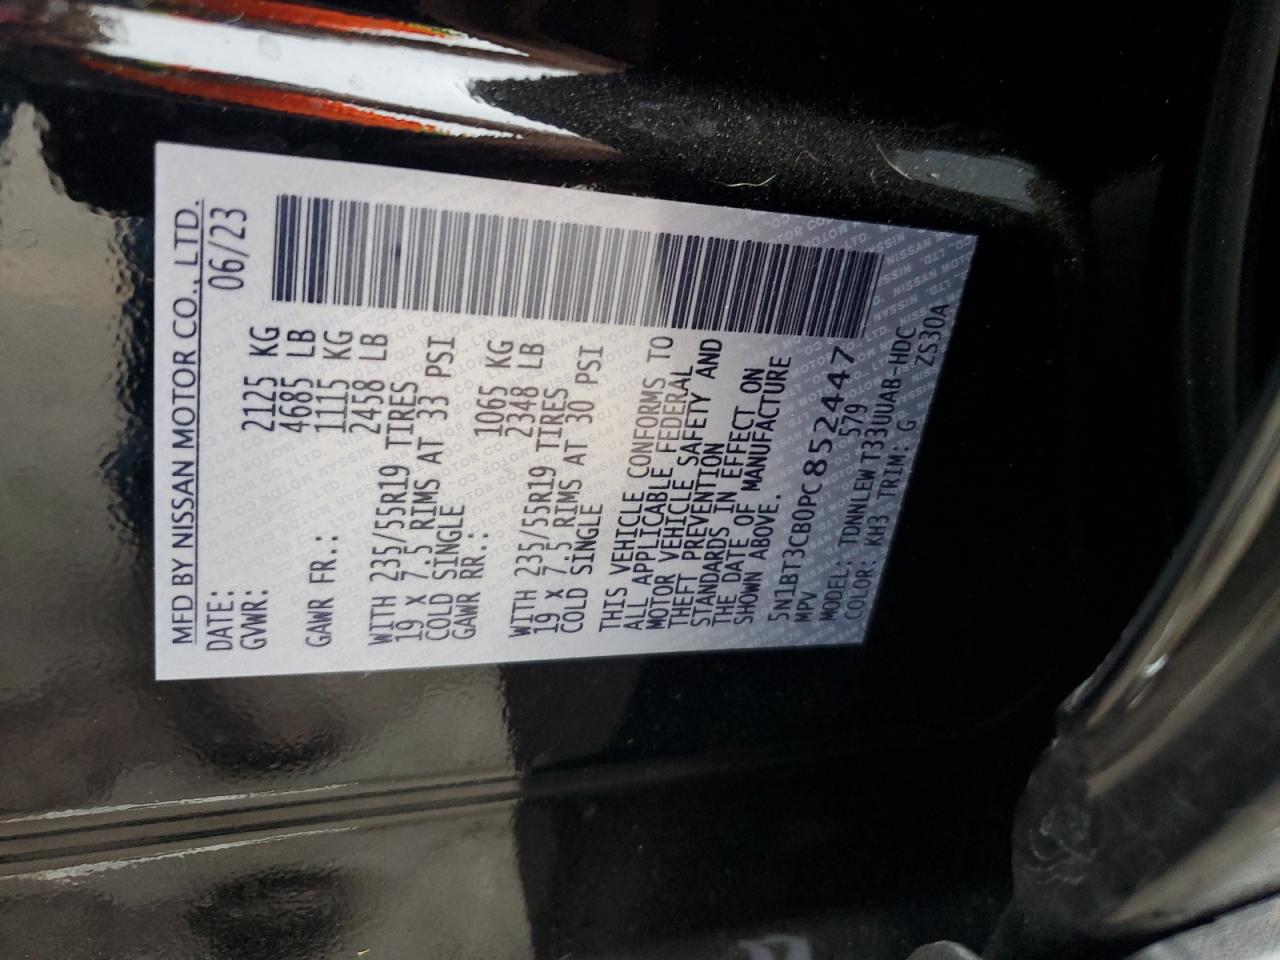 MFD BY NISSAN MOTOR CO., LTD.
DATE: 06/23
GVWR: 2125 KG
4685 LB
GAWR FR.: 1115 KG
2458 LB
WITH 235/55R19 TIRES
19 X 7.5 RIMS AT 33 PSI
COLD SINGLE
GAWR RR.: 1065 KG
2348 LB
WITH 235/55R19 TIRES
19 X 7.5 RIMS AT 30 PSI
COLD SINGLE
THIS VEHICLE CONFORMS TO
ALL APPLICABLE FEDERAL
MOTOR VEHICLE SAFETY AND
THEFT PREVENTION
STANDARDS IN EFFECT ON
THE DATE OF MANUFACTURE
SHOWN ABOVE.
5N1BT3CB0PC852447
MPV 579
MODEL: TDNNLEWT33UUAB-HDC
COLOR: KH3 TRIM: G ZS30A